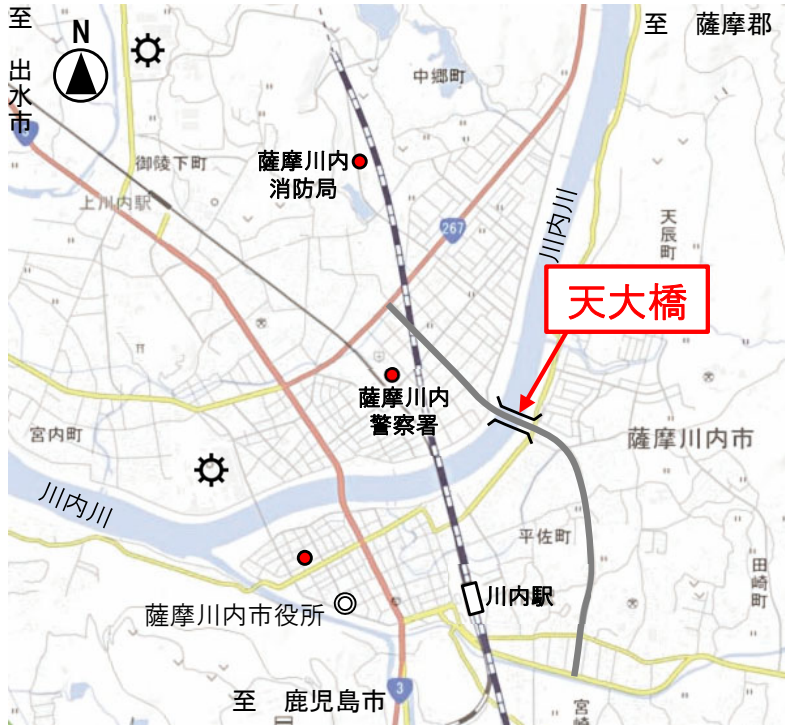 至 出水市
N
至 薩摩郡
中郷町
3
御陵下町
上川内駅
薩摩川内
消防局
267
川内川
天辰町
天大橋
薩摩川内
警察署
宮内町
薩摩川内市
川内川
平佐町
田崎町
川内駅
薩摩川内市役所
3
至 鹿児島市
宮崎